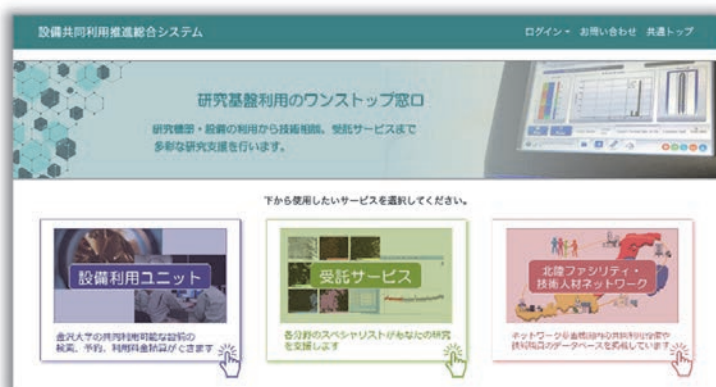 設備共同利用推進総合システム
ログイン お問い合わせ 共通トップ
研究基盤利用のワンストップ窓口
研究機器・設備の利用から技術相談、受託サービスまで
多彩な研究支援を行います。
下から使用したいサービスを選択してください。
設備利用ユニット
金沢大学の共同利用可能な設備の
検索、予約、利用料金精算ができます
受託サービス
各分野のスペシャリストがあなたの研究
を支援します
北陸ファシリティ・
技術人材ネットワーク
ネットワーク参画機関内の共同利用設備や
技術職員のデータベースを掲載しています